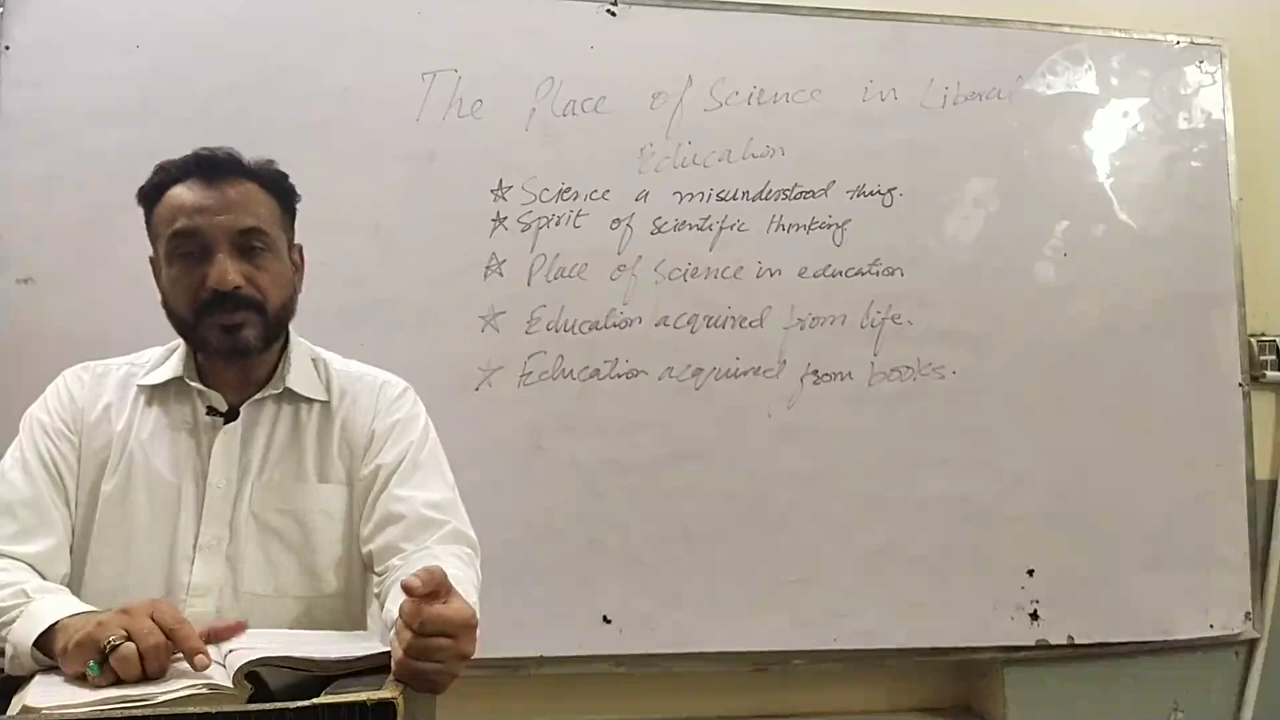 The Place of Science in Liberal
Education
☆ Science a misunderstood thing.
☆ Spirit of scientific thinking
☆ Place of Science in education
☆ Education acquired from life.
☆ Education acquired from books.